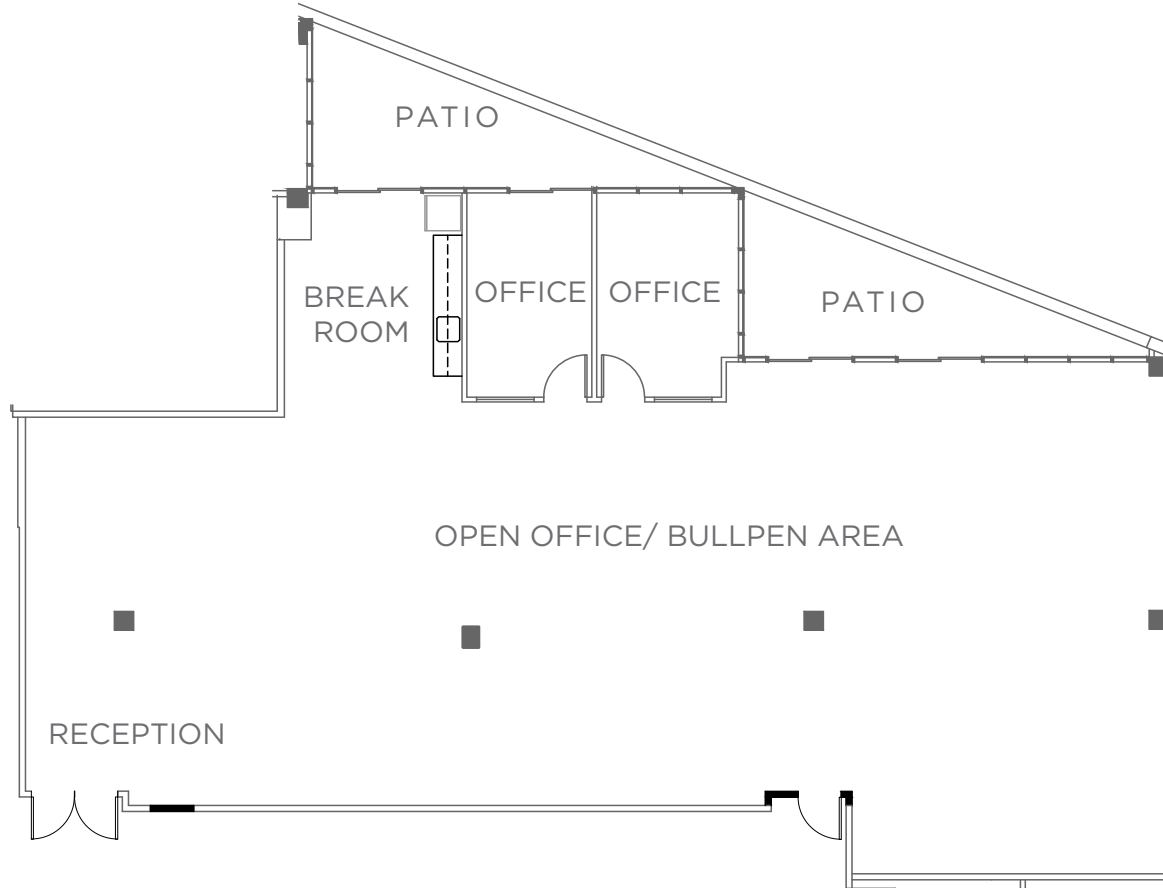 PATIO
BREAK
ROOM
OFFICE
OFFICE
PATIO
OPEN OFFICE/ BULLPEN AREA
RECEPTION